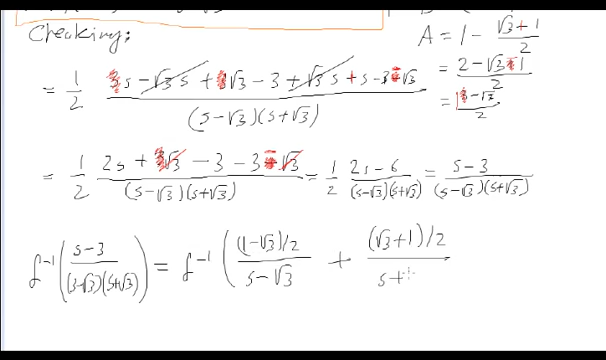 Checking:
A = 1 - (√3+1)/2
= (2-√3-1)/2
= (1-√3)/2
= 1/2 (s-√3s+√3-3+√3s+s-3-√3)/((s-√3)(s+√3))
= 1/2 (2s+√3-3-3-√3)/((s-√3)(s+√3)) = 1/2 (2s-6)/((s-√3)(s+√3)) = (s-3)/((s-√3)(s+√3))
ℒ⁻¹((s-3)/((s-√3)(s+√3))) = ℒ⁻¹(((1-√3)/2)/(s-√3) + ((√3+1)/2)/(s+